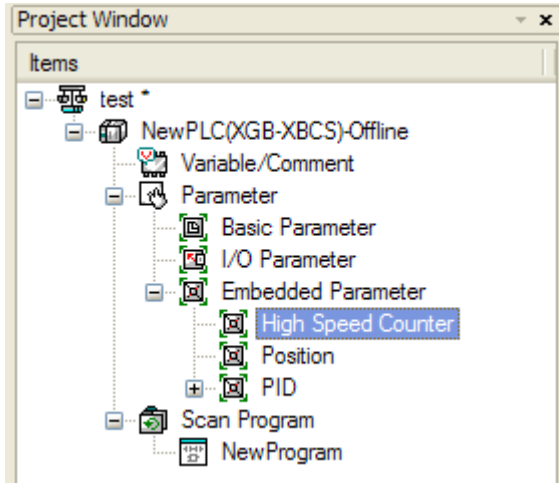 Project Window
Items
test *
NewPLC(XGB-XBCS)-Offline
Variable/Comment
Parameter
Basic Parameter
I/O Parameter
Embedded Parameter
High Speed Counter
Position
PID
Scan Program
NewProgram